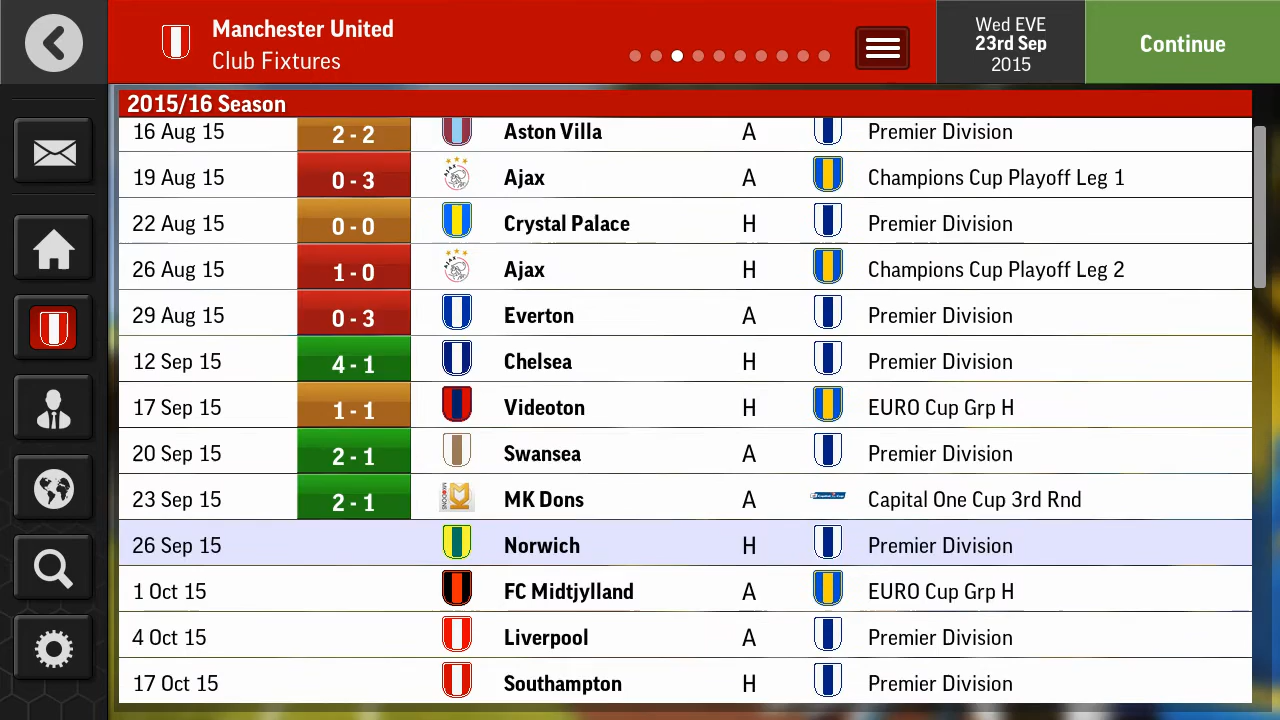 Manchester United
Club Fixtures
Wed EVE
23rd Sep
2015
Continue
2015/16 Season
16 Aug 15 2 - 2 Aston Villa A Premier Division
19 Aug 15 0 - 3 AJAX Ajax A Champions Cup Playoff Leg 1
22 Aug 15 0 - 0 Crystal Palace H Premier Division
26 Aug 15 1 - 0 AJAX Ajax H Champions Cup Playoff Leg 2
29 Aug 15 0 - 3 Everton A Premier Division
12 Sep 15 4 - 1 Chelsea H Premier Division
17 Sep 15 1 - 1 Videoton H EURO Cup Grp H
20 Sep 15 2 - 1 Swansea A Premier Division
23 Sep 15 2 - 1 MK Dons A Capital One Cup 3rd Rnd
26 Sep 15 Norwich H Premier Division
1 Oct 15 FC Midtjylland A EURO Cup Grp H
4 Oct 15 Liverpool A Premier Division
17 Oct 15 Southampton H Premier Division